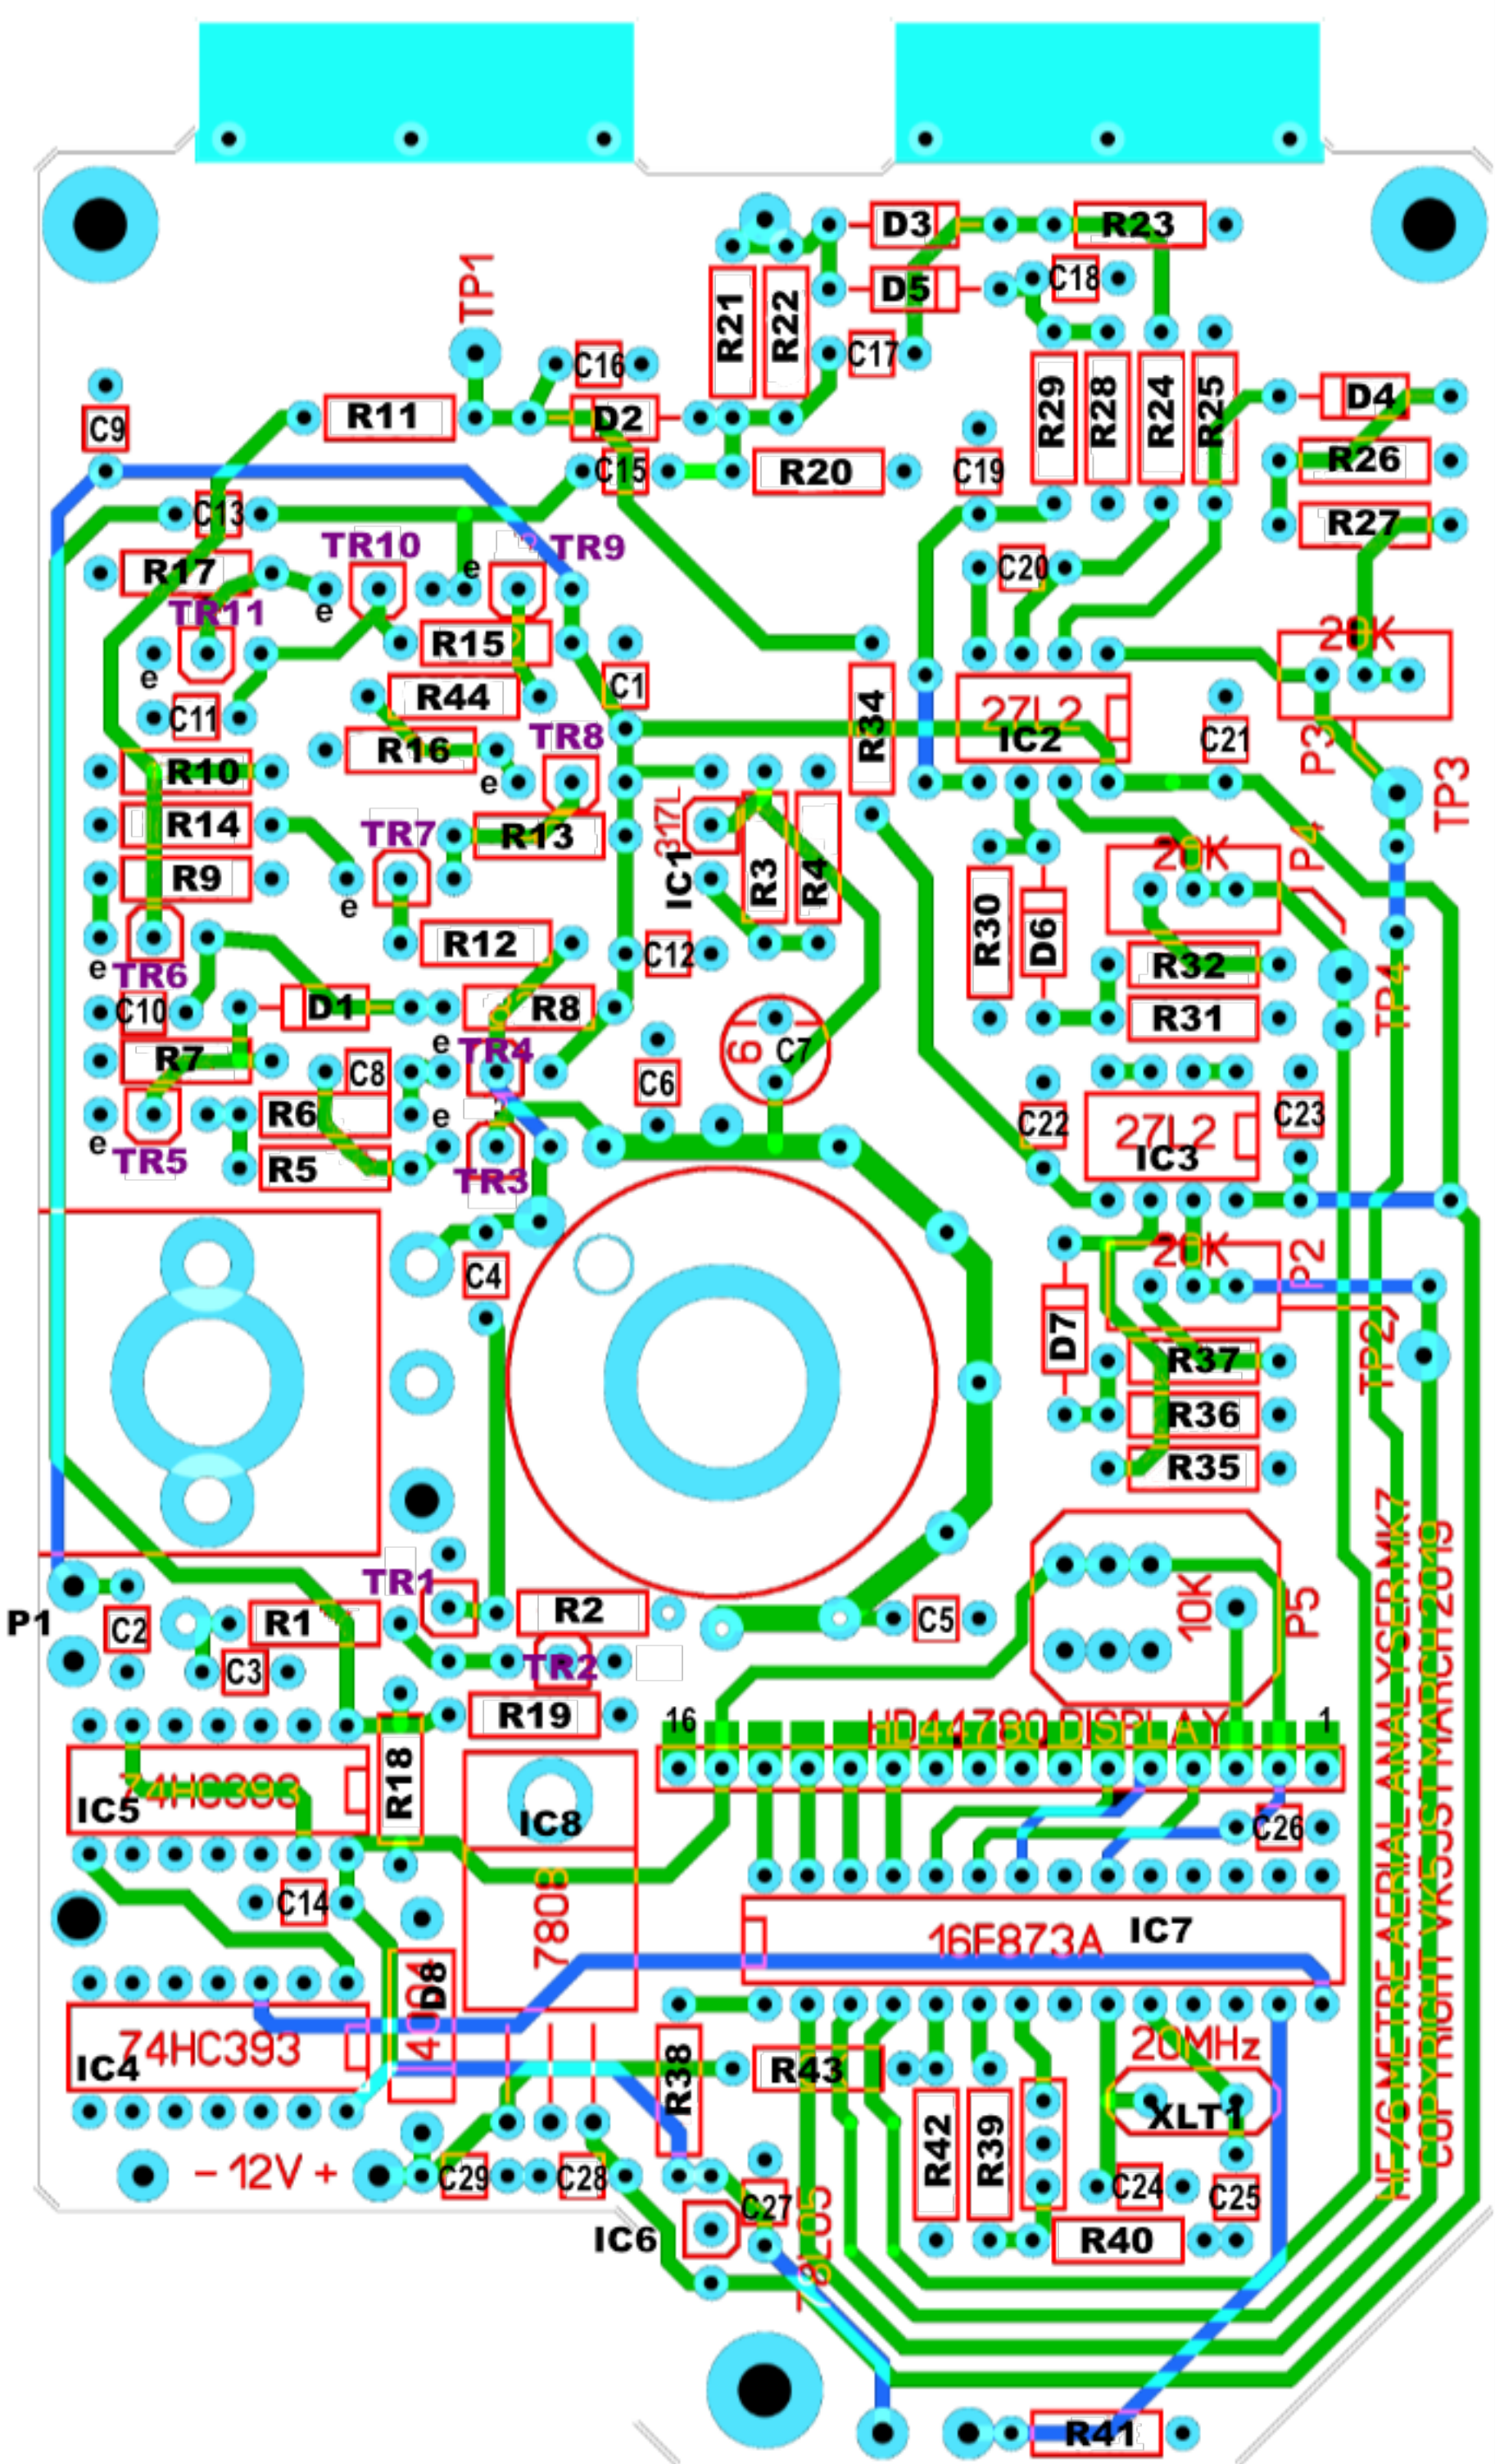 D3
R23
D5
C18
TP1
R21
R22
C17
C16
R29
R28
R24
R25
D4
R11
D2
C9
R26
C15
R20
C19
C13
R27
TR10
TR9
e
R17
C20
TR11
e
R15
20K
e
C1
R44
C11
R34
27L2
IC2
TR8
C21
P3
R16
R10
e
TP3
317L
R14
TR7
R13
IC1
R3
R4
20K
P4
R9
e
R30
D6
R12
R32
e
TR6
C12
C10
D1
R8
R31
TP4
e
TR4
6
C7
R7
C8
C6
R6
e
C22
27L2
C23
e
TR5
R5
IC3
TR3
20K
P2
C4
D7
TP2
R37
R36
R35
TR1
10K
P5
P1
C2
R1
R2
C3
TR2
R19
16
HD44780 DISPLAY
1
74HC393
IC5
R18
IC8
C26
C14
7808
16F873A
IC7
D8
4004
74HC393
IC4
20MHz
R38
R43
XLT1
R42
R39
- 12V +
C29
C28
C24
C25
C27
IC6
78L05
R40
R41
HF/6 METRE AERIAL ANALYSER MK7
COPYRIGHT VK5JST MARCH 2019